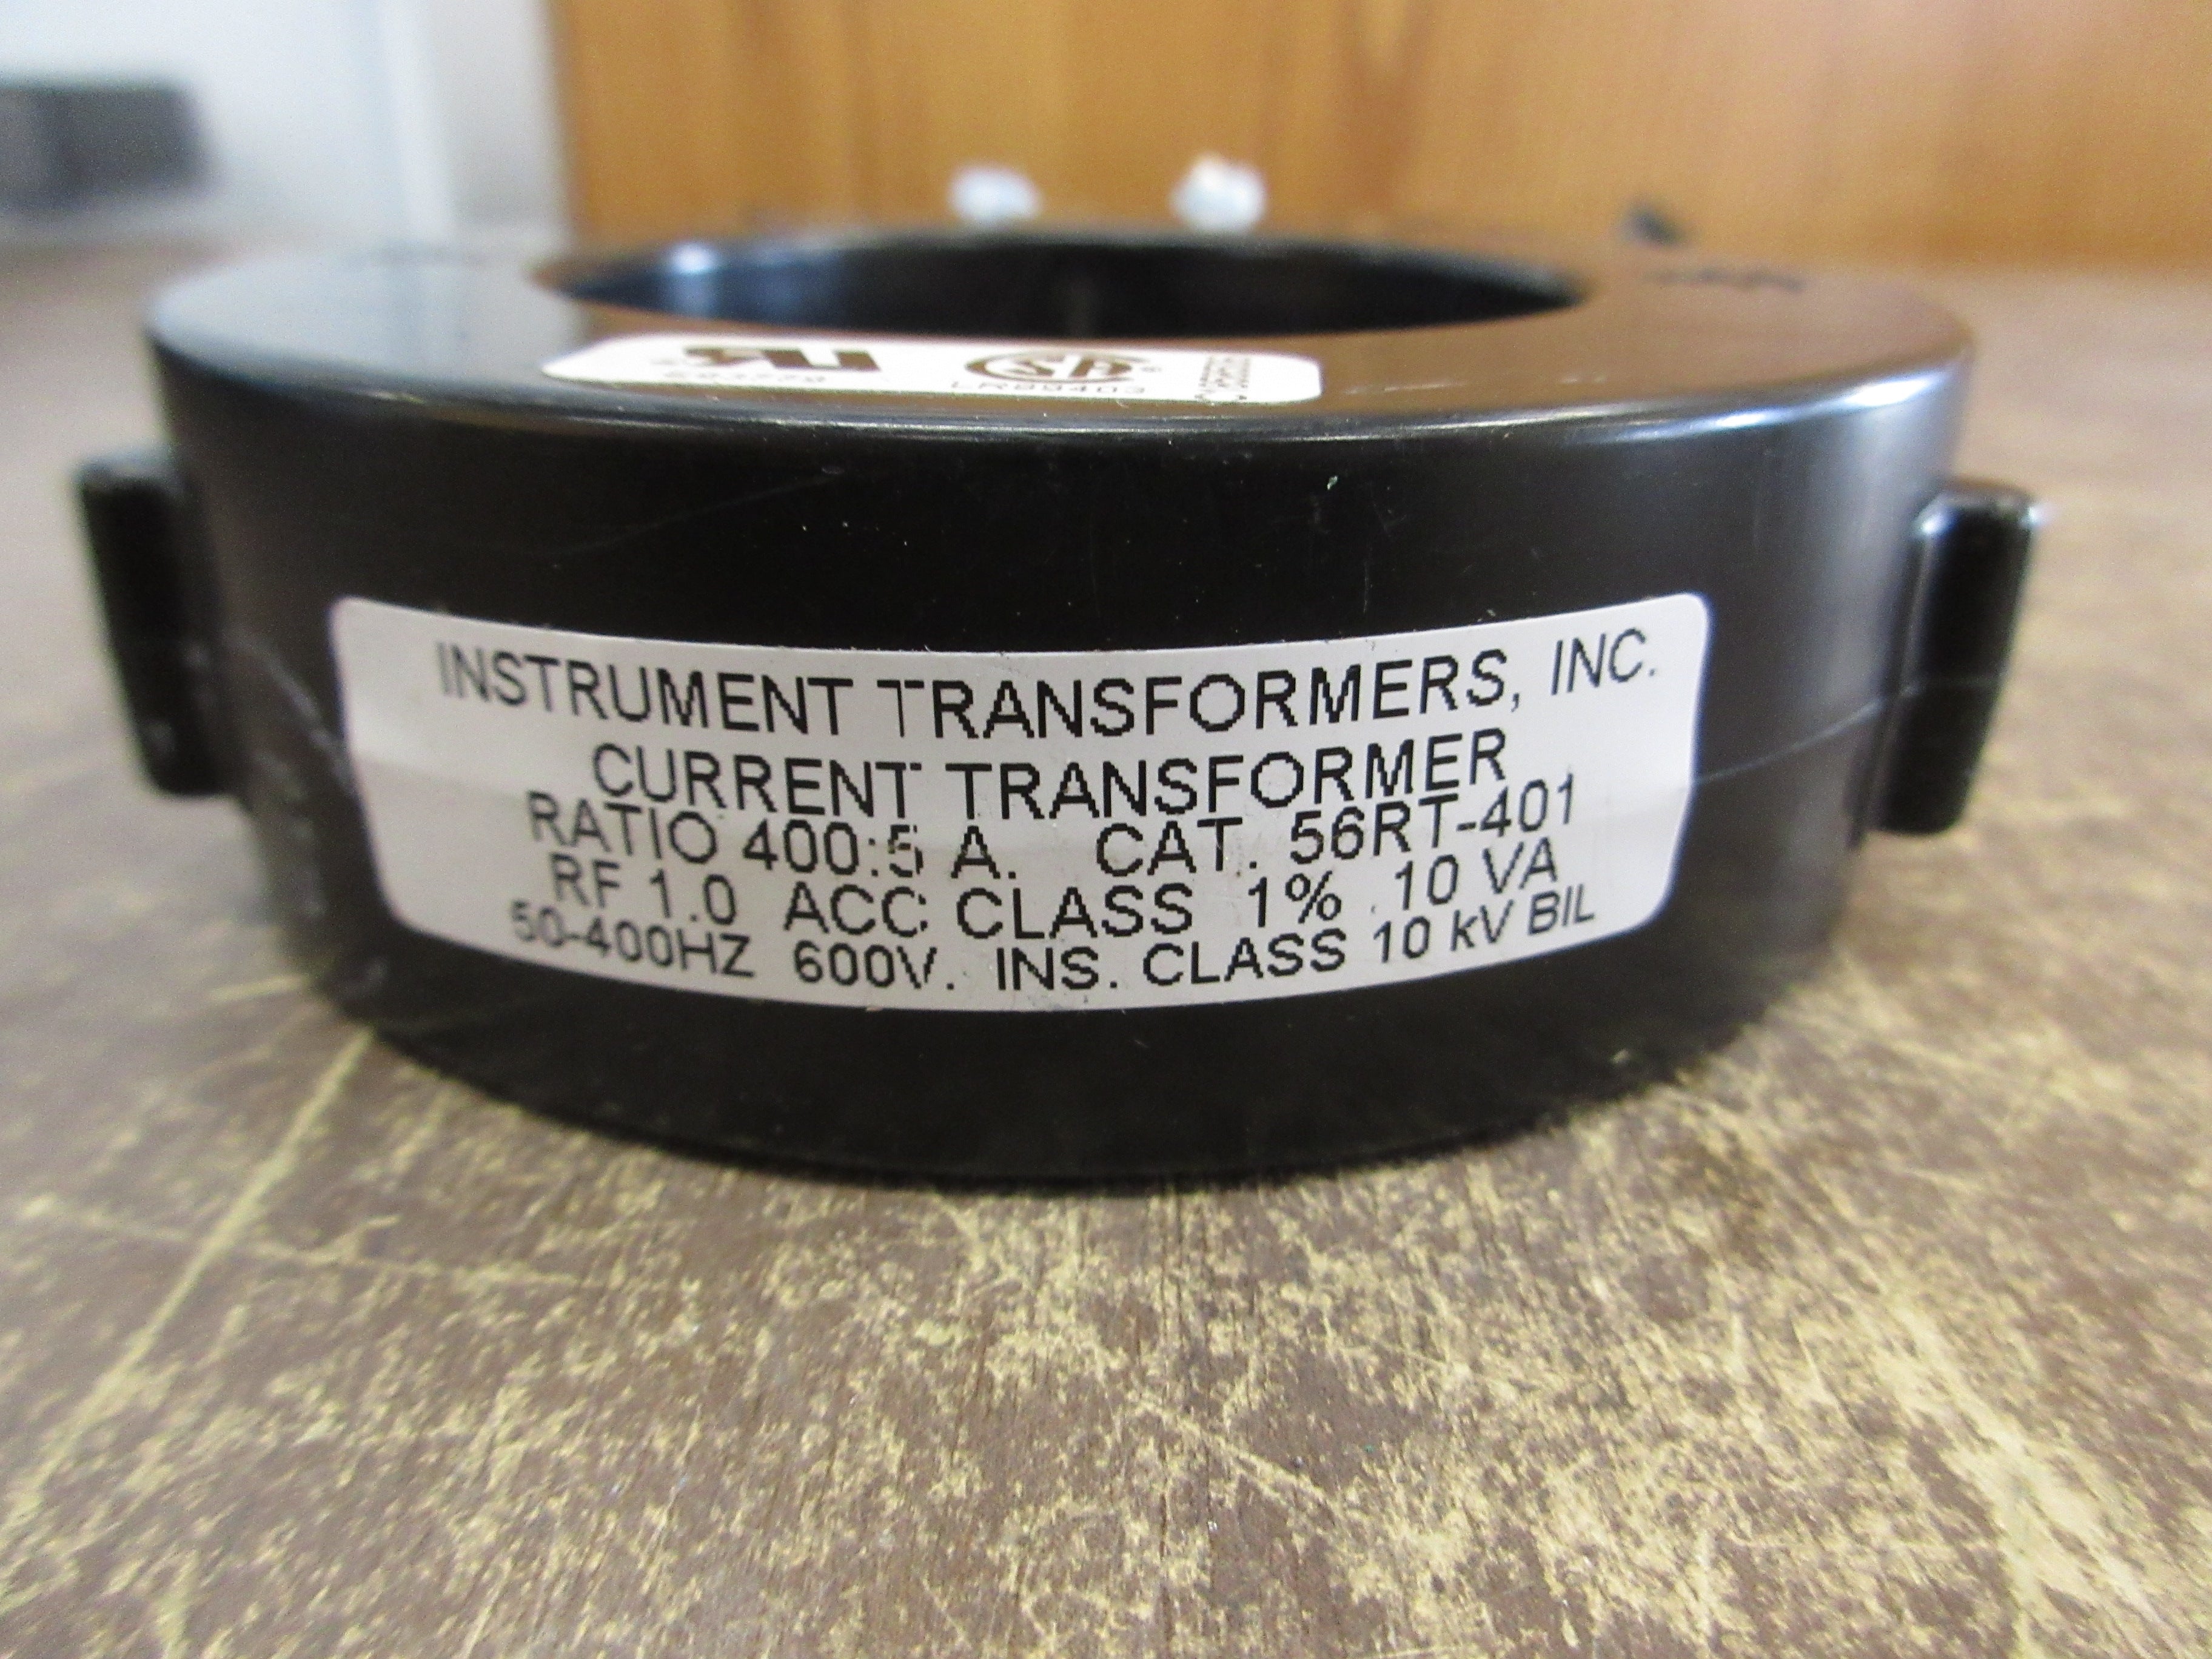 LR89403
INSTRUMENT TRANSFORMERS, INC.
CURRENT TRANSFORMER
RATIO 400:5 A. CAT. 56RT-401
RF 1.0 ACC CLASS 1% 10 VA
50-400HZ 600V. INS. CLASS 10 kV BIL